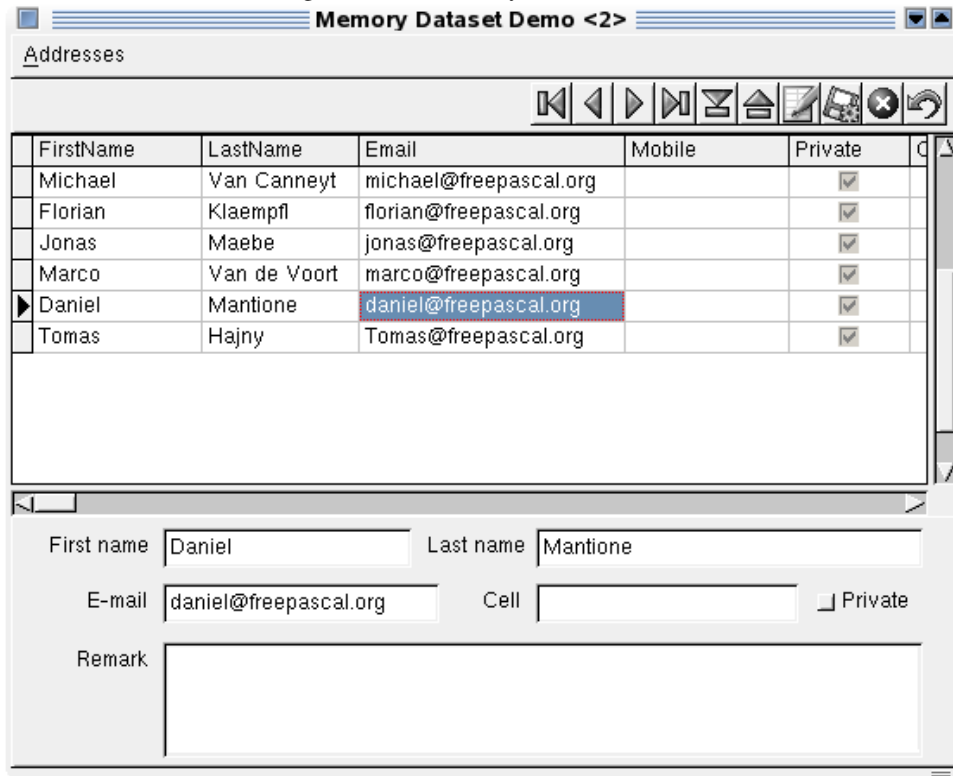 Memory Dataset Demo <2>
Addresses
FirstName LastName Email Mobile Private
Michael Van Canneyt michael@freepascal.org
Florian Klaempfl florian@freepascal.org
Jonas Maebe jonas@freepascal.org
Marco Van de Voort marco@freepascal.org
Daniel Mantione daniel@freepascal.org
Tomas Hajny Tomas@freepascal.org
First name Daniel Last name Mantione
E-mail daniel@freepascal.org Cell Private
Remark